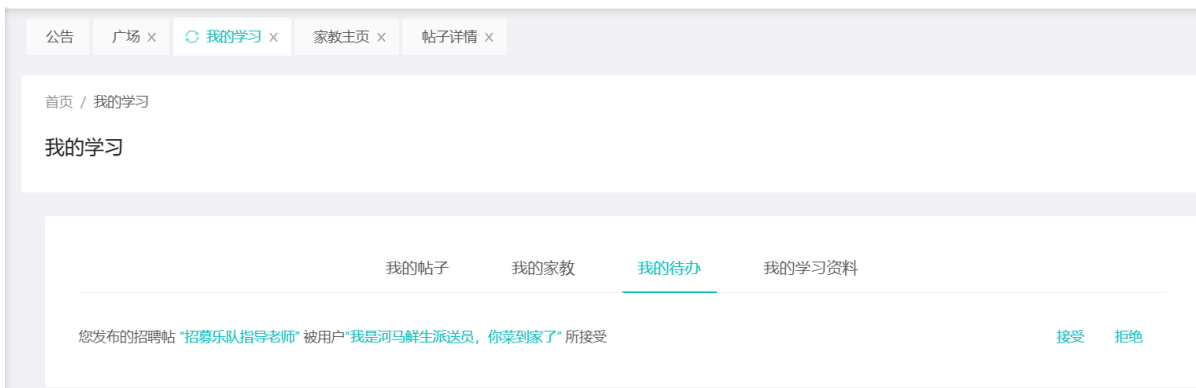 公告 广场 × 我的学习 × 家教主页 × 帖子详情 ×
首页 / 我的学习
我的学习
我的帖子 我的家教 我的待办 我的学习资料
您发布的招聘帖 “招募乐队指导老师” 被用户“我是河马鲜生派送员，你菜到家了” 所接受 接受 拒绝